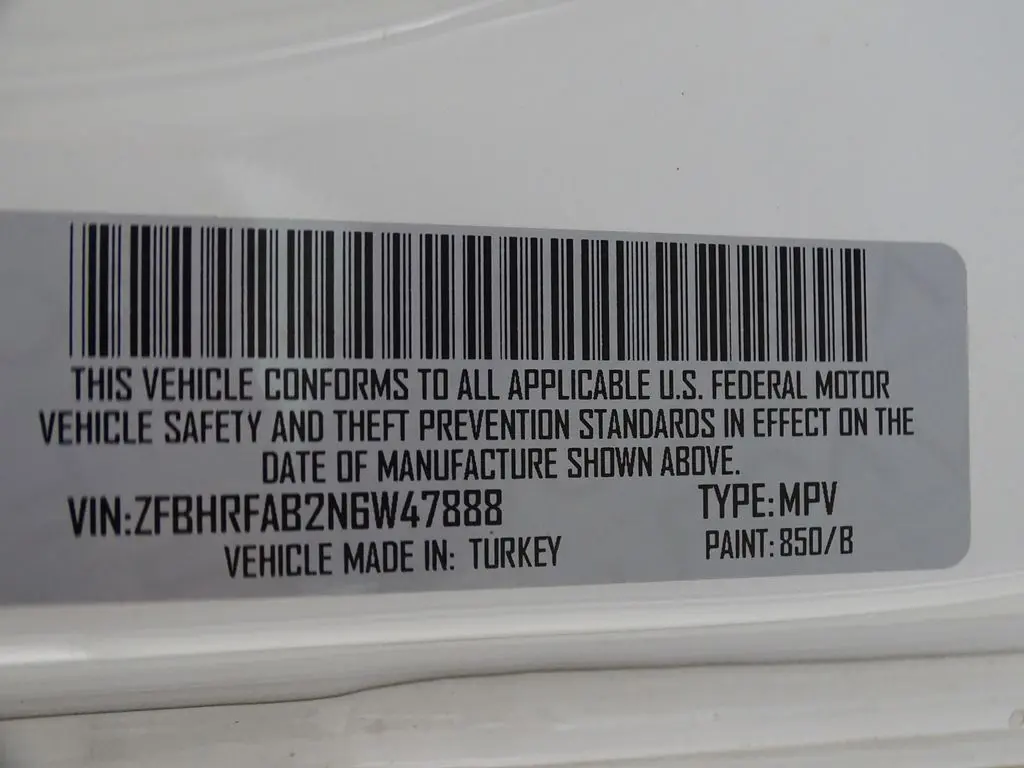 THIS VEHICLE CONFORMS TO ALL APPLICABLE U.S. FEDERAL MOTOR
VEHICLE SAFETY AND THEFT PREVENTION STANDARDS IN EFFECT ON THE
DATE OF MANUFACTURE SHOWN ABOVE.
VIN:ZFBHRFAB2N6W47888 TYPE:MPV
VEHICLE MADE IN: TURKEY PAINT:850/B